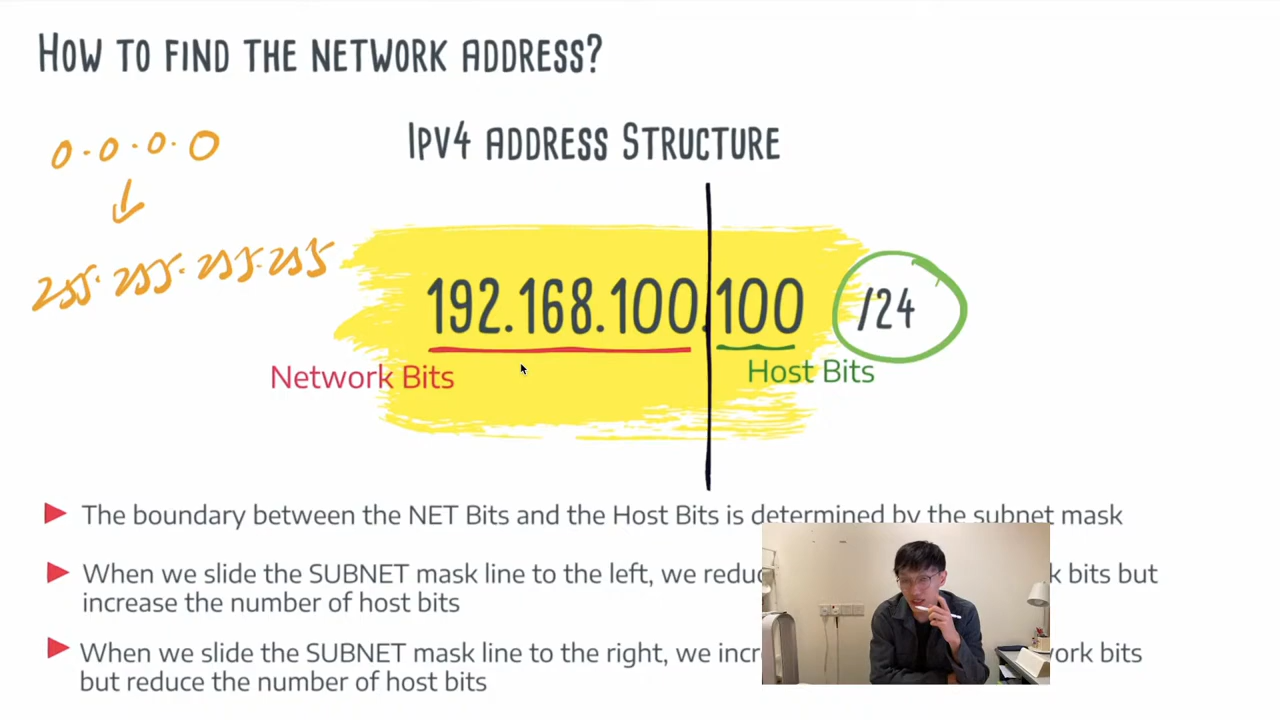 HOW TO FIND THE NETWORK ADDRESS?
0.0.0.0
255.255.255.255
IPV4 ADDRESS STRUCTURE
192.168.100.100 /24
Network Bits
Host Bits
The boundary between the NET Bits and the Host Bits is determined by the subnet mask
When we slide the SUBNET mask line to the left, we bits but
increase the number of host bits
When we slide the SUBNET mask line to the right, we bits
but reduce the number of host bits